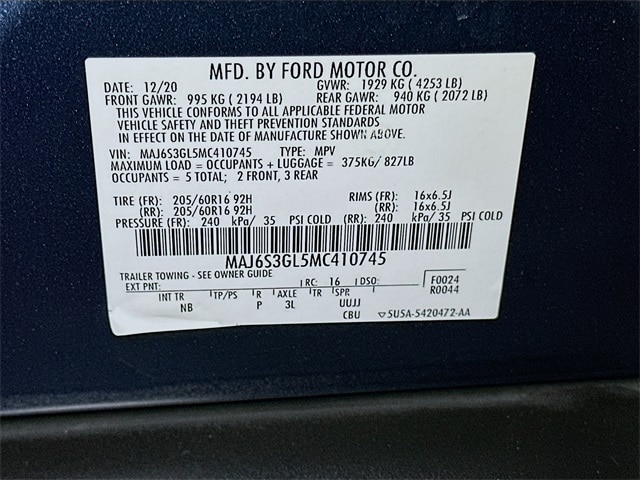 MFD. BY FORD MOTOR CO.
DATE: 12/20 GVWR: 1929 KG ( 4253 LB)
FRONT GAWR: 995 KG ( 2194 LB) REAR GAWR: 940 KG ( 2072 LB)
THIS VEHICLE CONFORMS TO ALL APPLICABLE FEDERAL MOTOR
VEHICLE SAFETY AND THEFT PREVENTION STANDARDS
IN EFFECT ON THE DATE OF MANUFACTURE SHOWN ABOVE.
VIN: MAJ6S3GL5MC410745 TYPE: MPV
MAXIMUM LOAD = OCCUPANTS + LUGGAGE = 375KG/ 827LB
OCCUPANTS = 5 TOTAL; 2 FRONT, 3 REAR
TIRE (FR): 205/60R16 92H RIMS (FR): 16x6.5J
(RR): 205/60R16 92H (RR): 16x6.5J
PRESSURE (FR): 240 kPa/ 35 PSI COLD (RR): 240 kPa/ 35 PSI COLD
MAJ6S3GL5MC410745
TRAILER TOWING - SEE OWNER GUIDE
EXT PNT: RC: 16 DSO: F0024
R0044
INT TR TP/PS R AXLE TR SPR
NB P 3L UUJJ
CBU 5U5A-5420472-AA